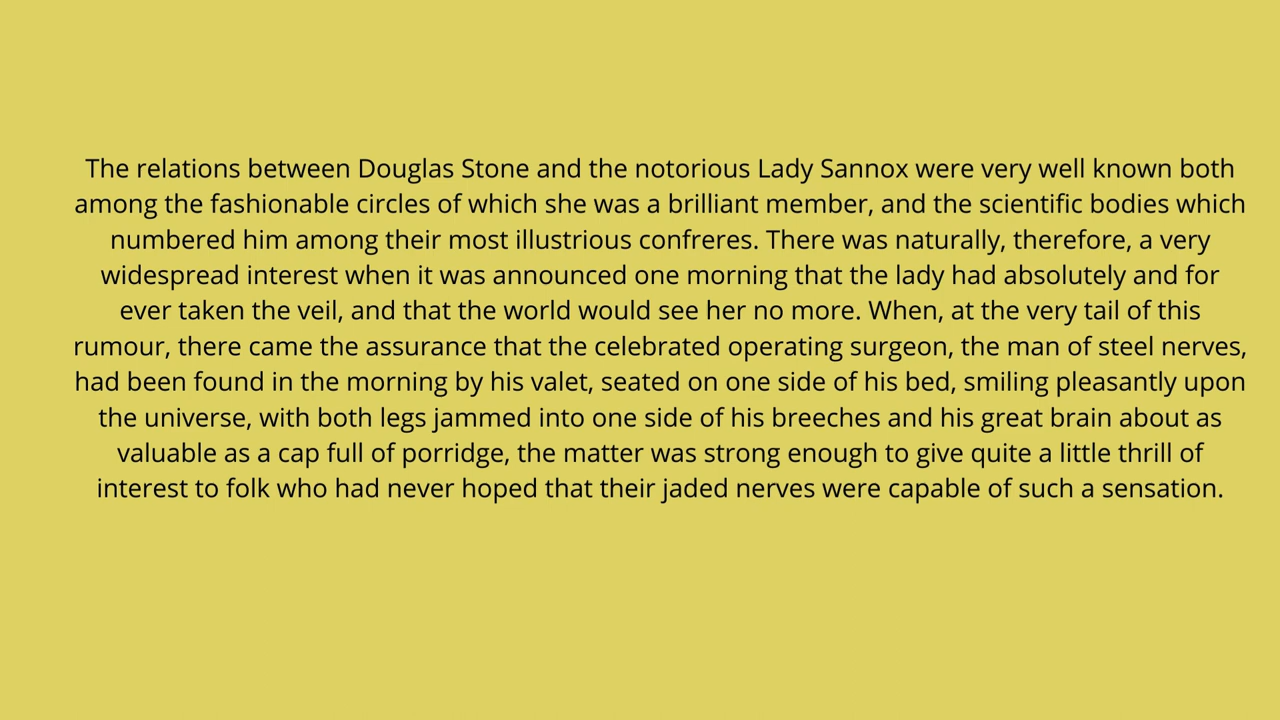 The relations between Douglas Stone and the notorious Lady Sannox were very well known both
among the fashionable circles of which she was a brilliant member, and the scientific bodies which
numbered him among their most illustrious confreres. There was naturally, therefore, a very
widespread interest when it was announced one morning that the lady had absolutely and for
ever taken the veil, and that the world would see her no more. When, at the very tail of this
rumour, there came the assurance that the celebrated operating surgeon, the man of steel nerves,
had been found in the morning by his valet, seated on one side of his bed, smiling pleasantly upon
the universe, with both legs jammed into one side of his breeches and his great brain about as
valuable as a cap full of porridge, the matter was strong enough to give quite a little thrill of
interest to folk who had never hoped that their jaded nerves were capable of such a sensation.